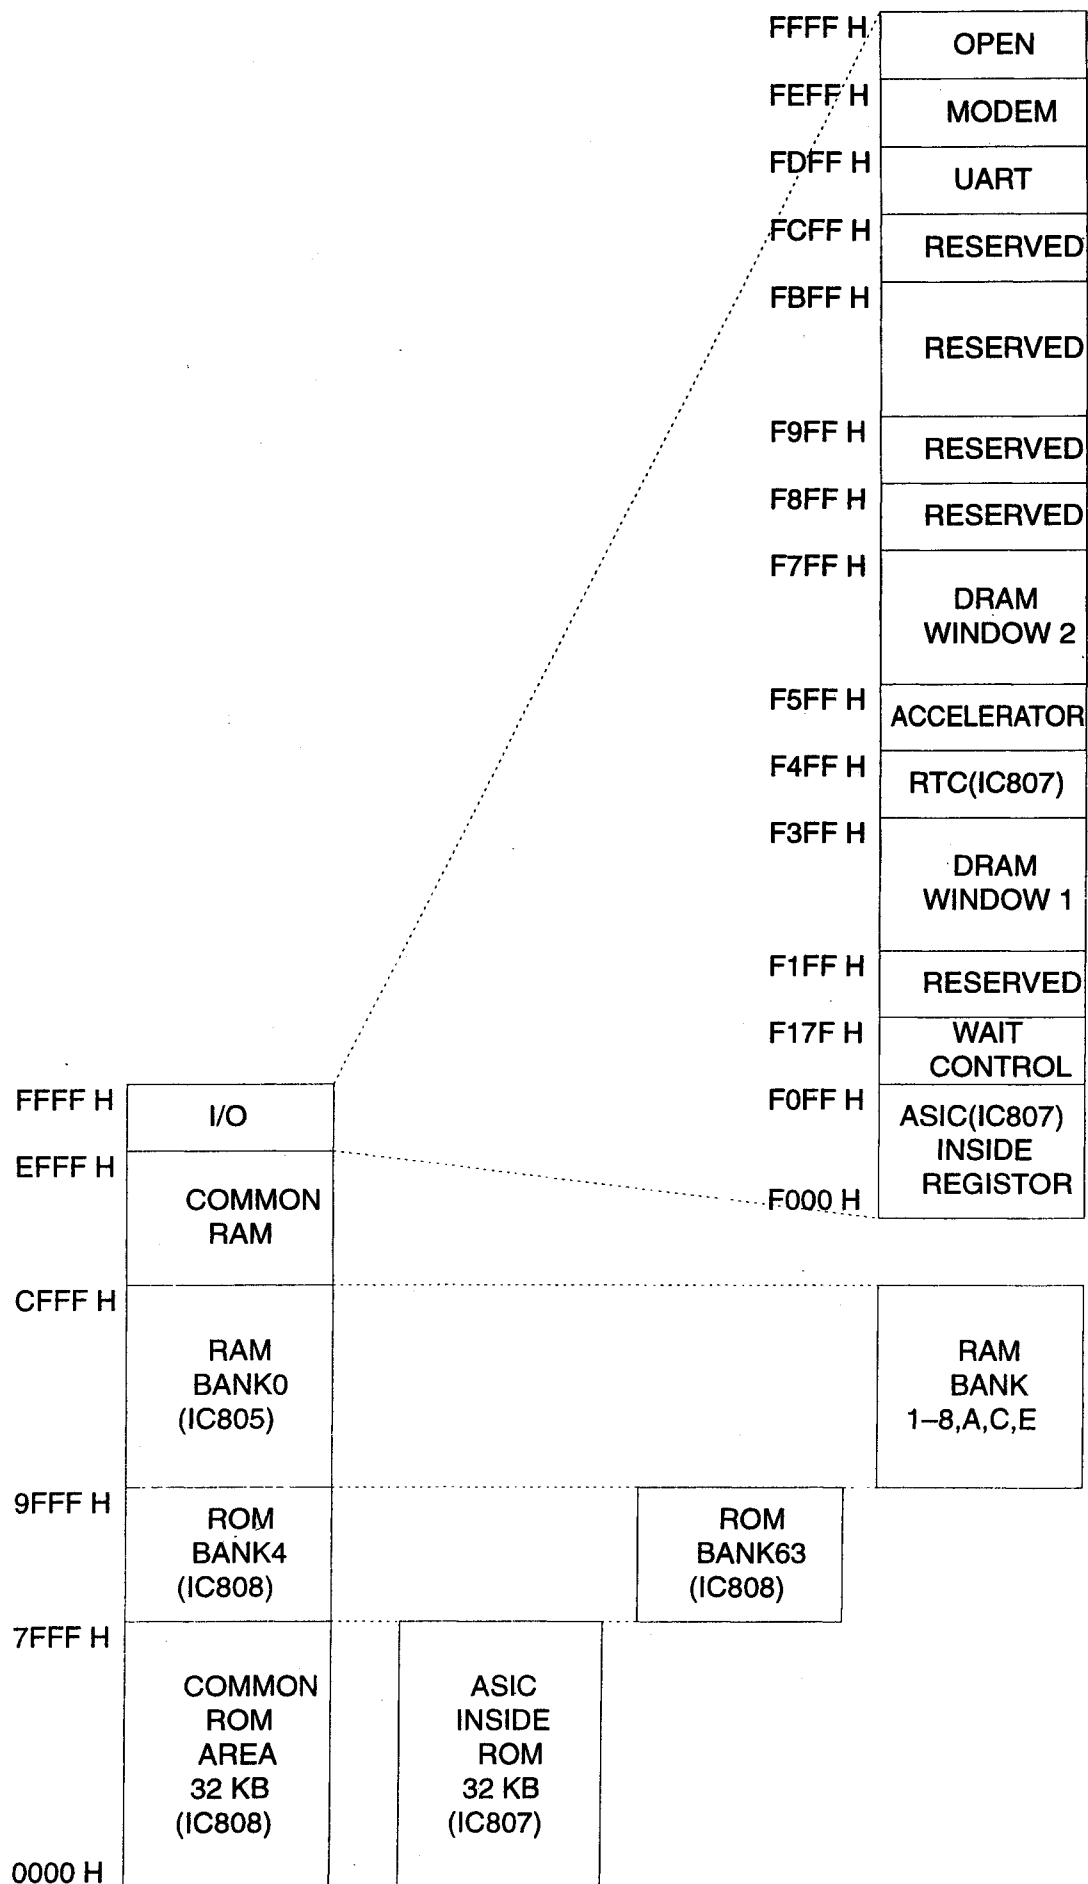 FFFF H
OPEN
FEFF H
MODEM
FDFF H
UART
FCFF H
RESERVED
FBFF H
RESERVED
F9FF H
RESERVED
F8FF H
RESERVED
F7FF H
DRAM
WINDOW 2
F5FF H
ACCELERATOR
F4FF H
RTC(IC807)
F3FF H
DRAM
WINDOW 1
F1FF H
RESERVED
F17F H
WAIT
CONTROL
F0FF H
ASIC(IC807)
INSIDE
REGISTOR
F000 H
FFFF H
I/O
EFFF H
COMMON
RAM
CFFF H
RAM
BANK0
(IC805)
RAM
BANK
1–8,A,C,E
9FFF H
ROM
BANK4
(IC808)
ROM
BANK63
(IC808)
7FFF H
COMMON
ROM
AREA
32 KB
(IC808)
ASIC
INSIDE
ROM
32 KB
(IC807)
0000 H